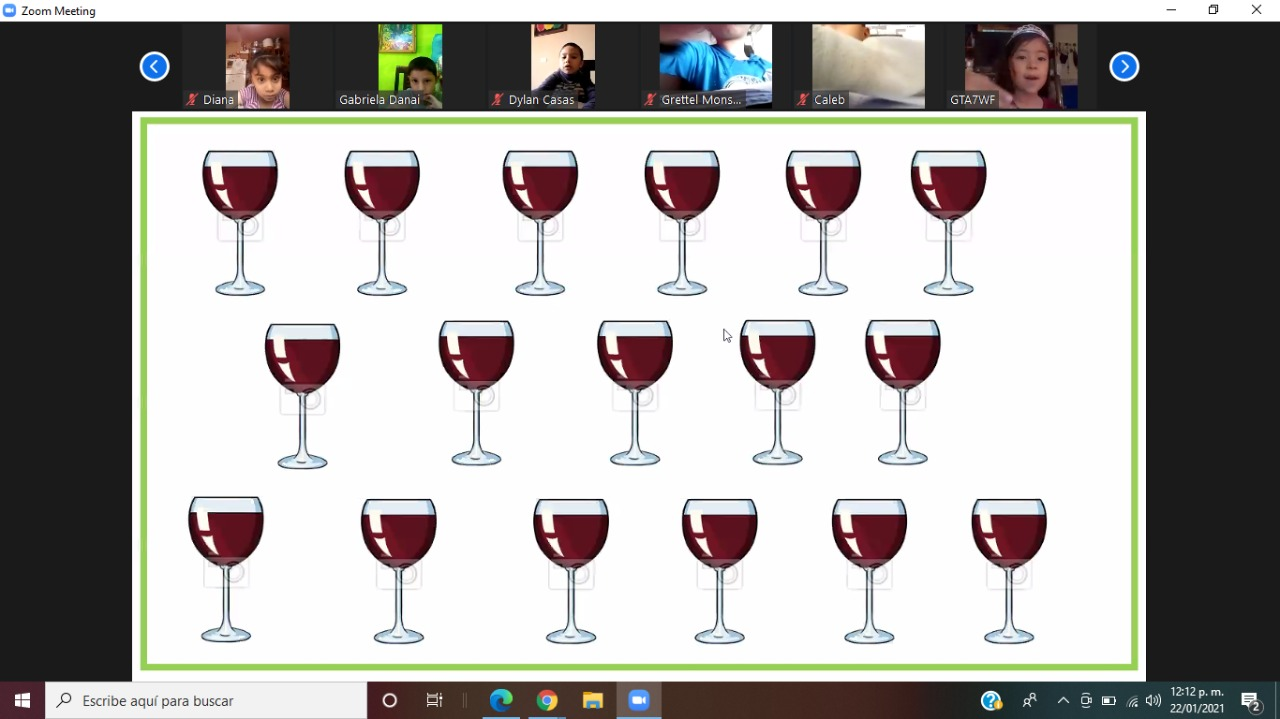 Zoom Meeting
Diana
Gabriela Danai
Dylan Casas
Grettel Mons...
Caleb
GTA7WF
Escribe aquí para buscar
12:12 p. m.
22/01/2021
2